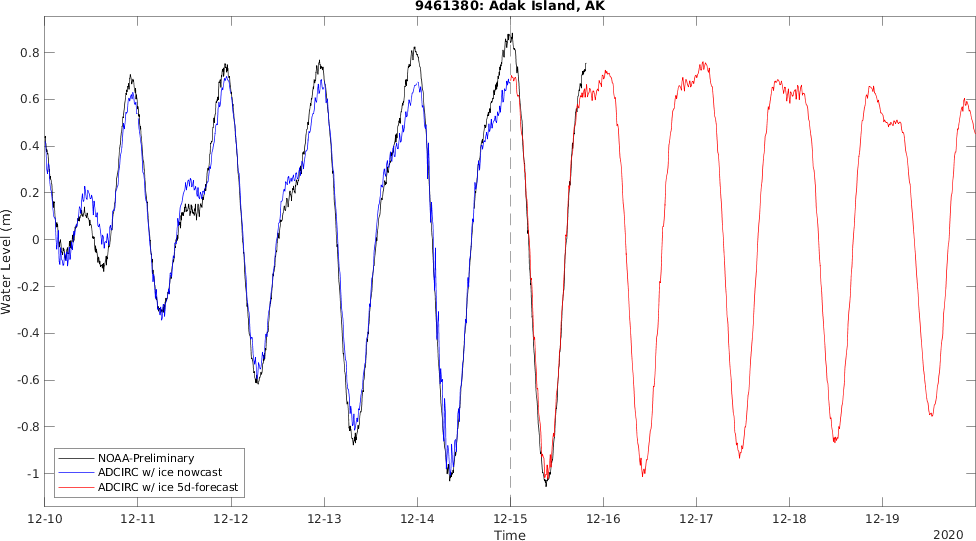 9461380: Adak Island, AK
Water Level (m)
0.8
0.6
0.4
0.2
0
-0.2
-0.4
-0.6
-0.8
-1
NOAA-Preliminary
ADCIRC w/ ice nowcast
ADCIRC w/ ice 5d-forecast
12-10 12-11 12-12 12-13 12-14 12-15 12-16 12-17 12-18 12-19
Time
2020